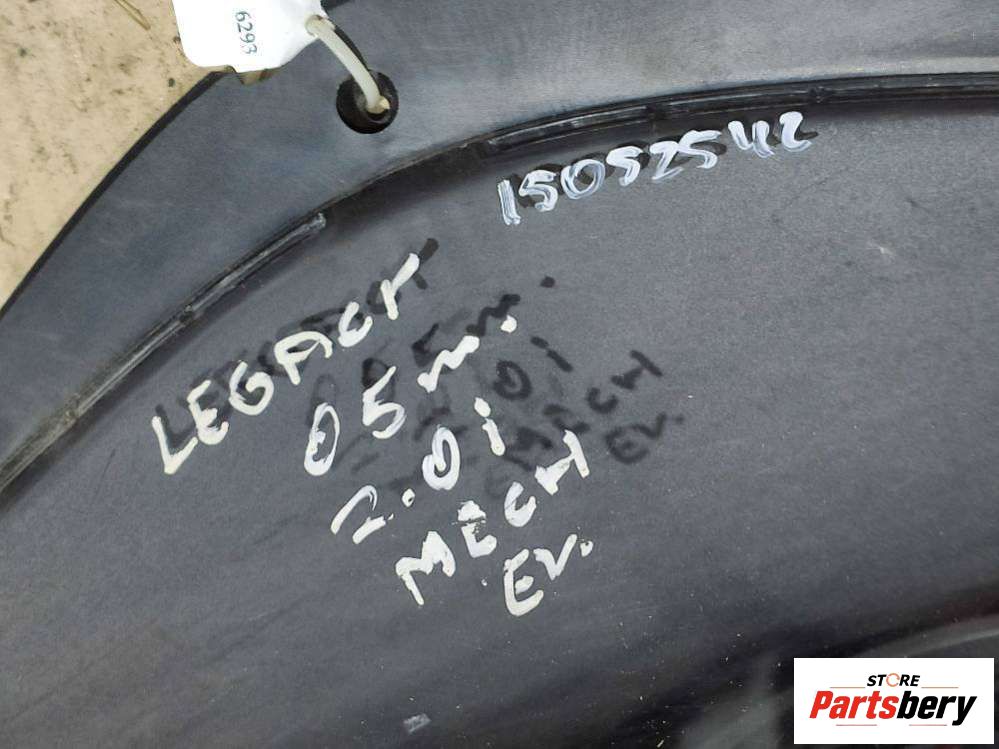 6293
15052542
LEGACY
05m.
2.0i
MECH
EV.
STORE
Partsbery